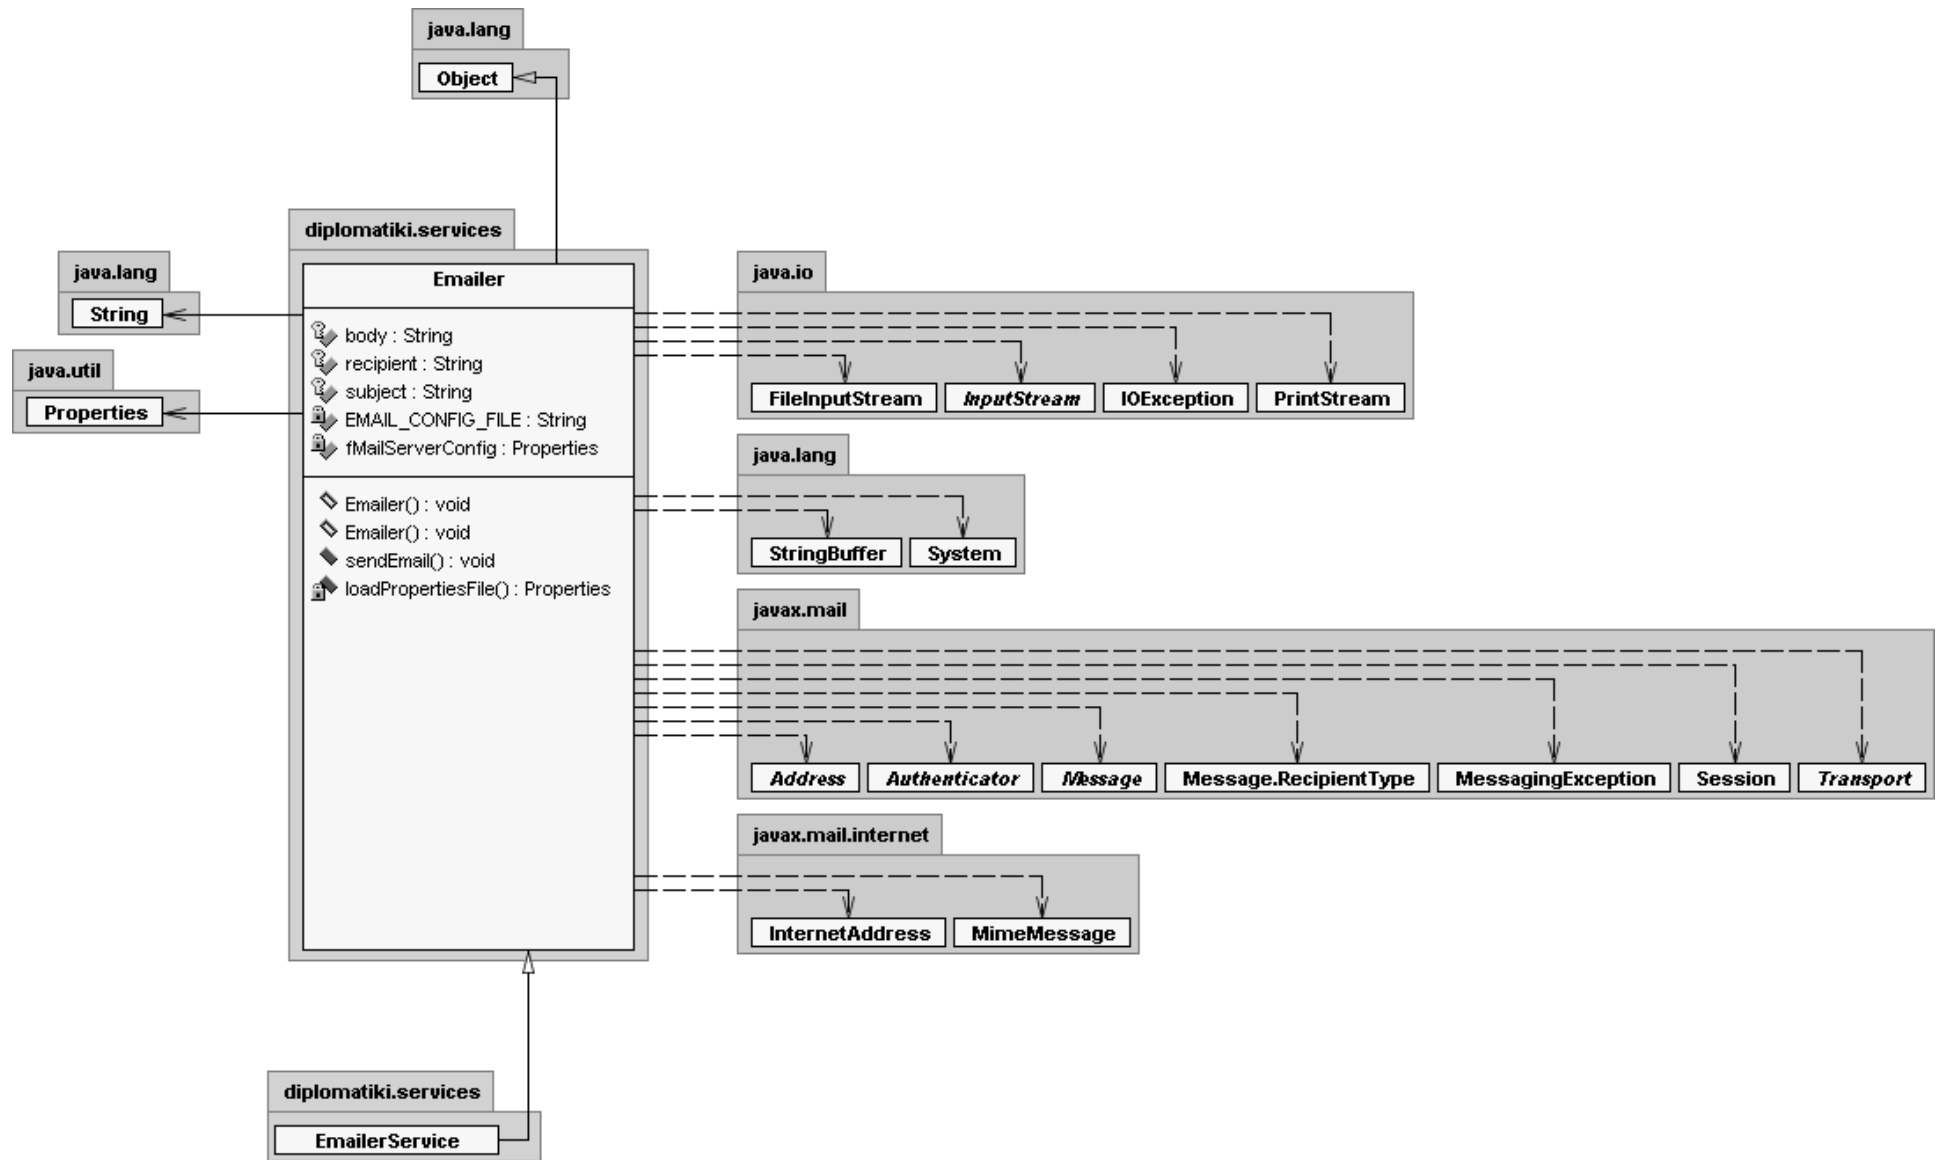 java.lang
Object
diplomatiki.services
Emailer
body : String
recipient : String
subject : String
EMAIL_CONFIG_FILE : String
fMailServerConfig : Properties
Emailer() : void
Emailer() : void
sendEmail() : void
loadPropertiesFile() : Properties
java.lang
String
java.util
Properties
java.io
FileInputStream InputStream IOException PrintStream
java.lang
StringBuffer System
javax.mail
Address Authenticator Message Message.RecipientType MessagingException Session Transport
javax.mail.internet
InternetAddress MimeMessage
diplomatiki.services
EmailerService